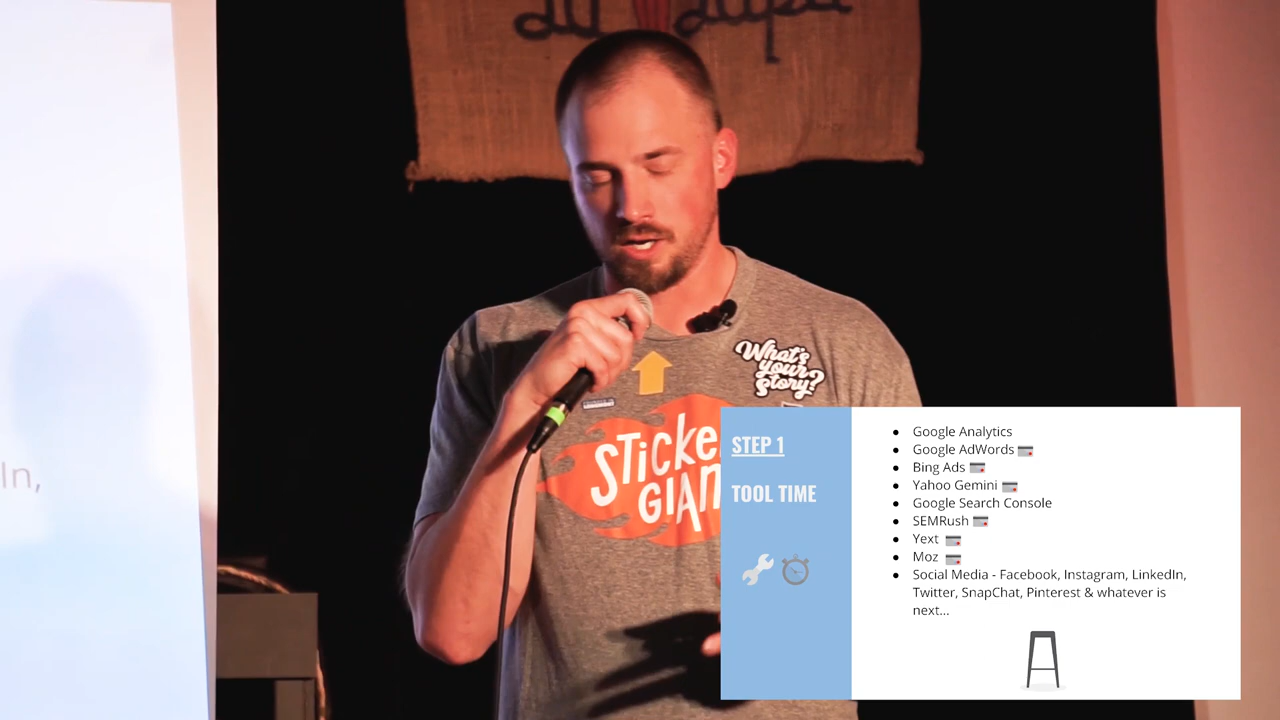 In,
What's
your
Story?
Sticke
GIAN
STEP 1
TOOL TIME
Google Analytics
Google AdWords
Bing Ads
Yahoo Gemini
Google Search Console
SEMRush
Yext
Moz
Social Media - Facebook, Instagram, LinkedIn,
Twitter, SnapChat, Pinterest & whatever is
next...